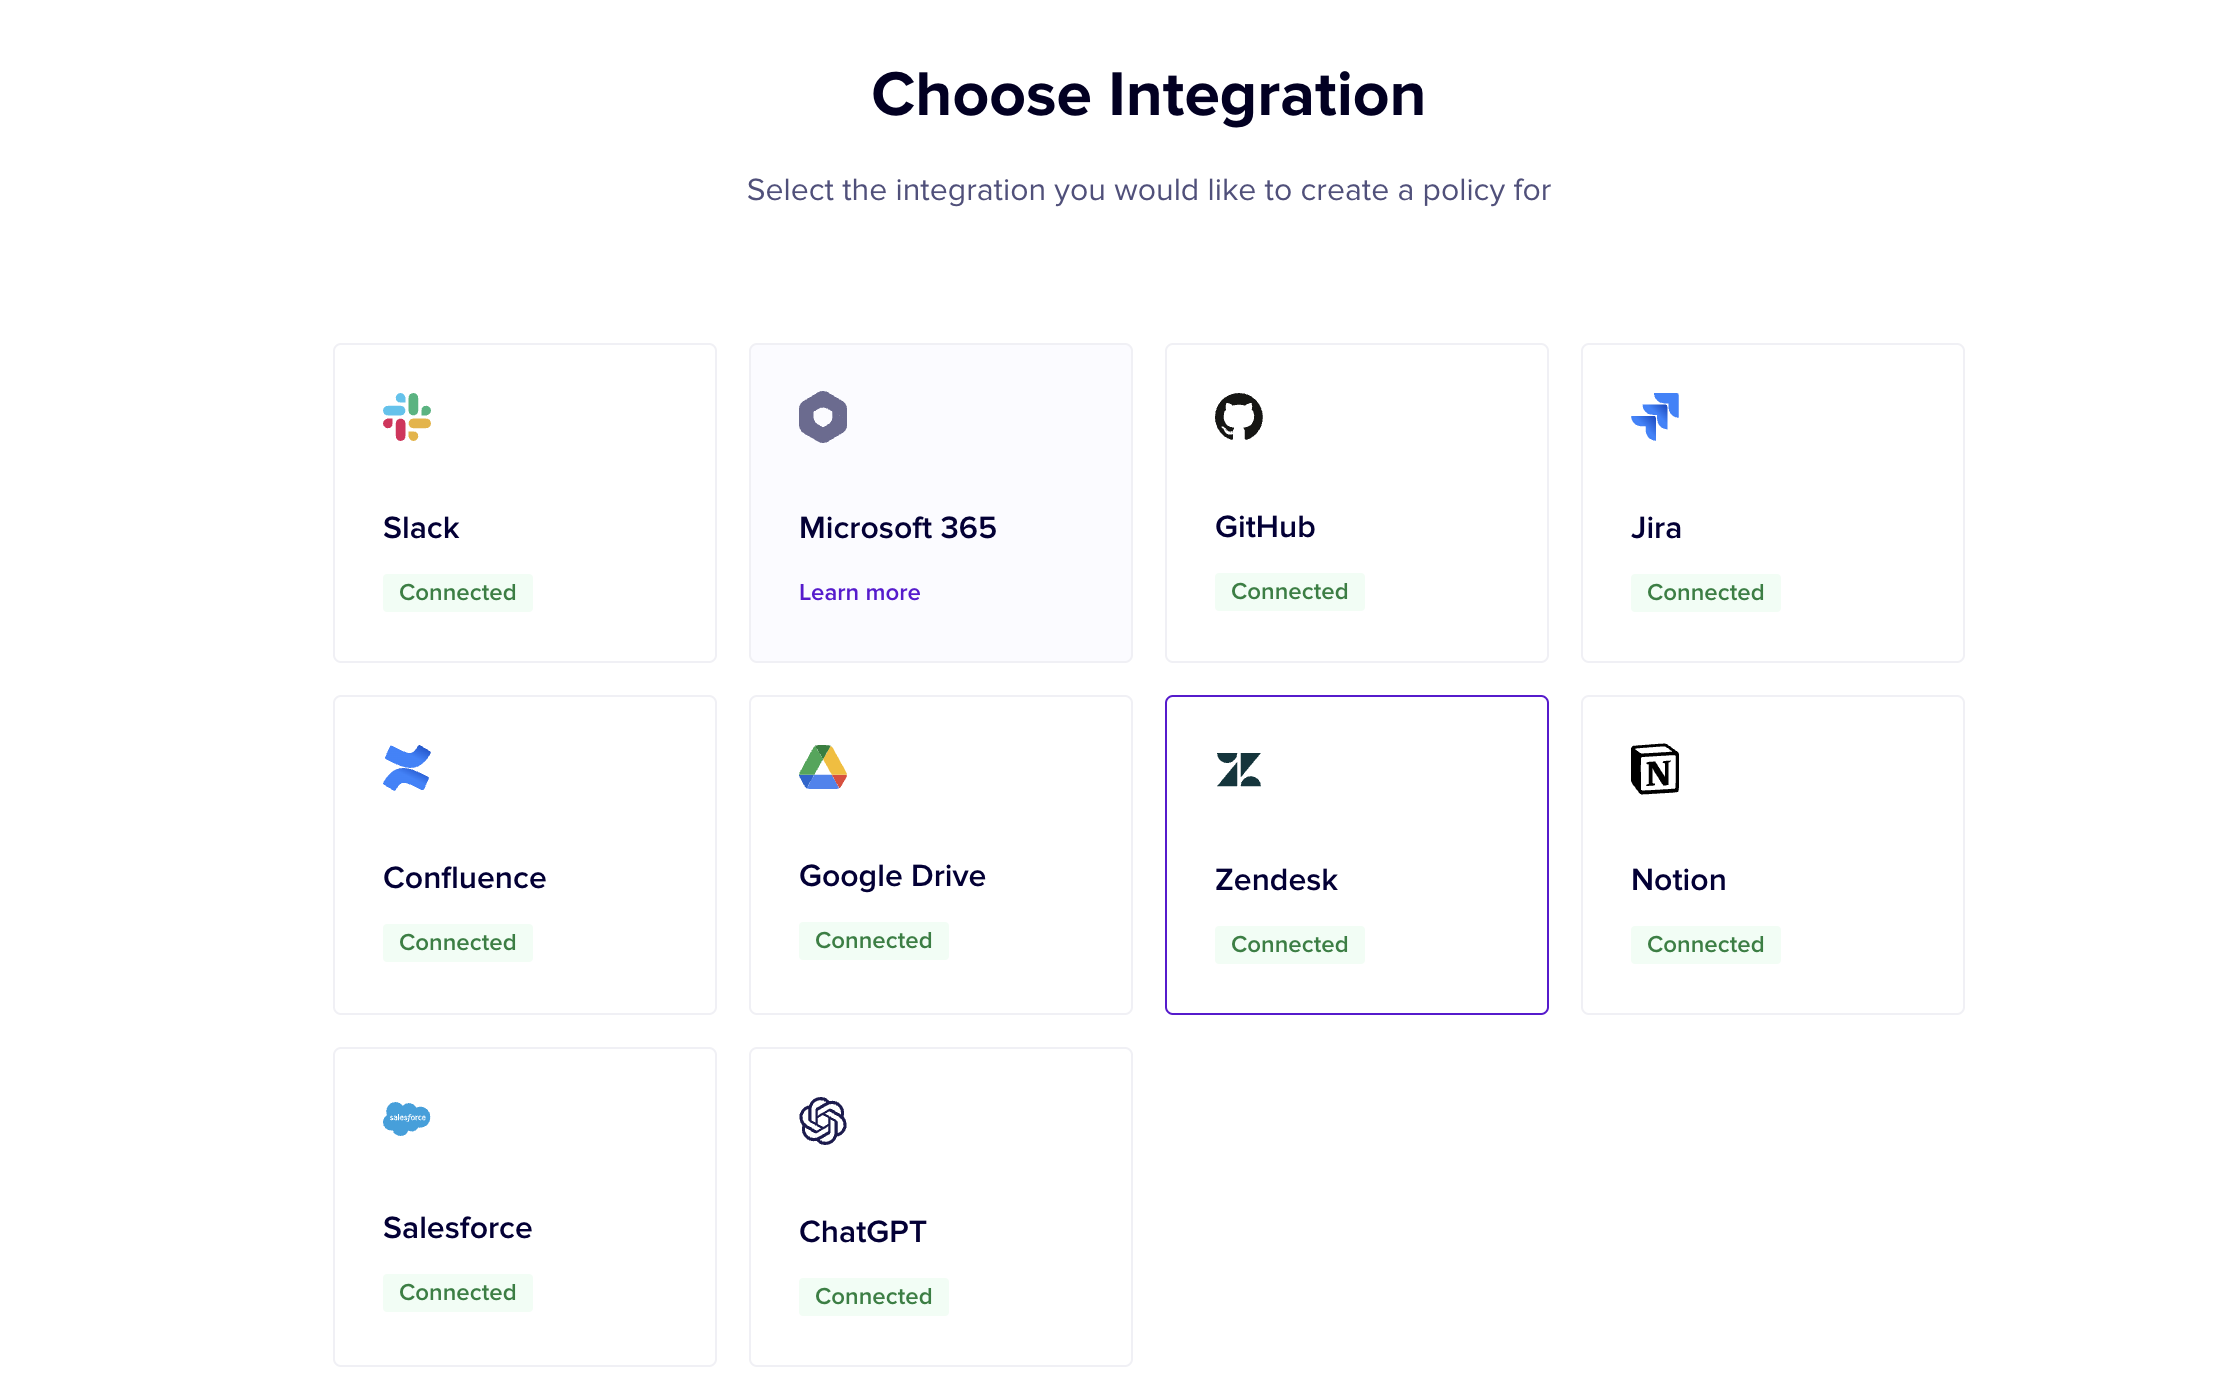 Choose Integration
Select the integration you would like to create a policy for
Slack
Connected
Microsoft 365
Learn more
GitHub
Connected
Jira
Connected
Confluence
Connected
Google Drive
Connected
Zendesk
Connected
N
Notion
Connected
salesforce
Salesforce
Connected
ChatGPT
Connected